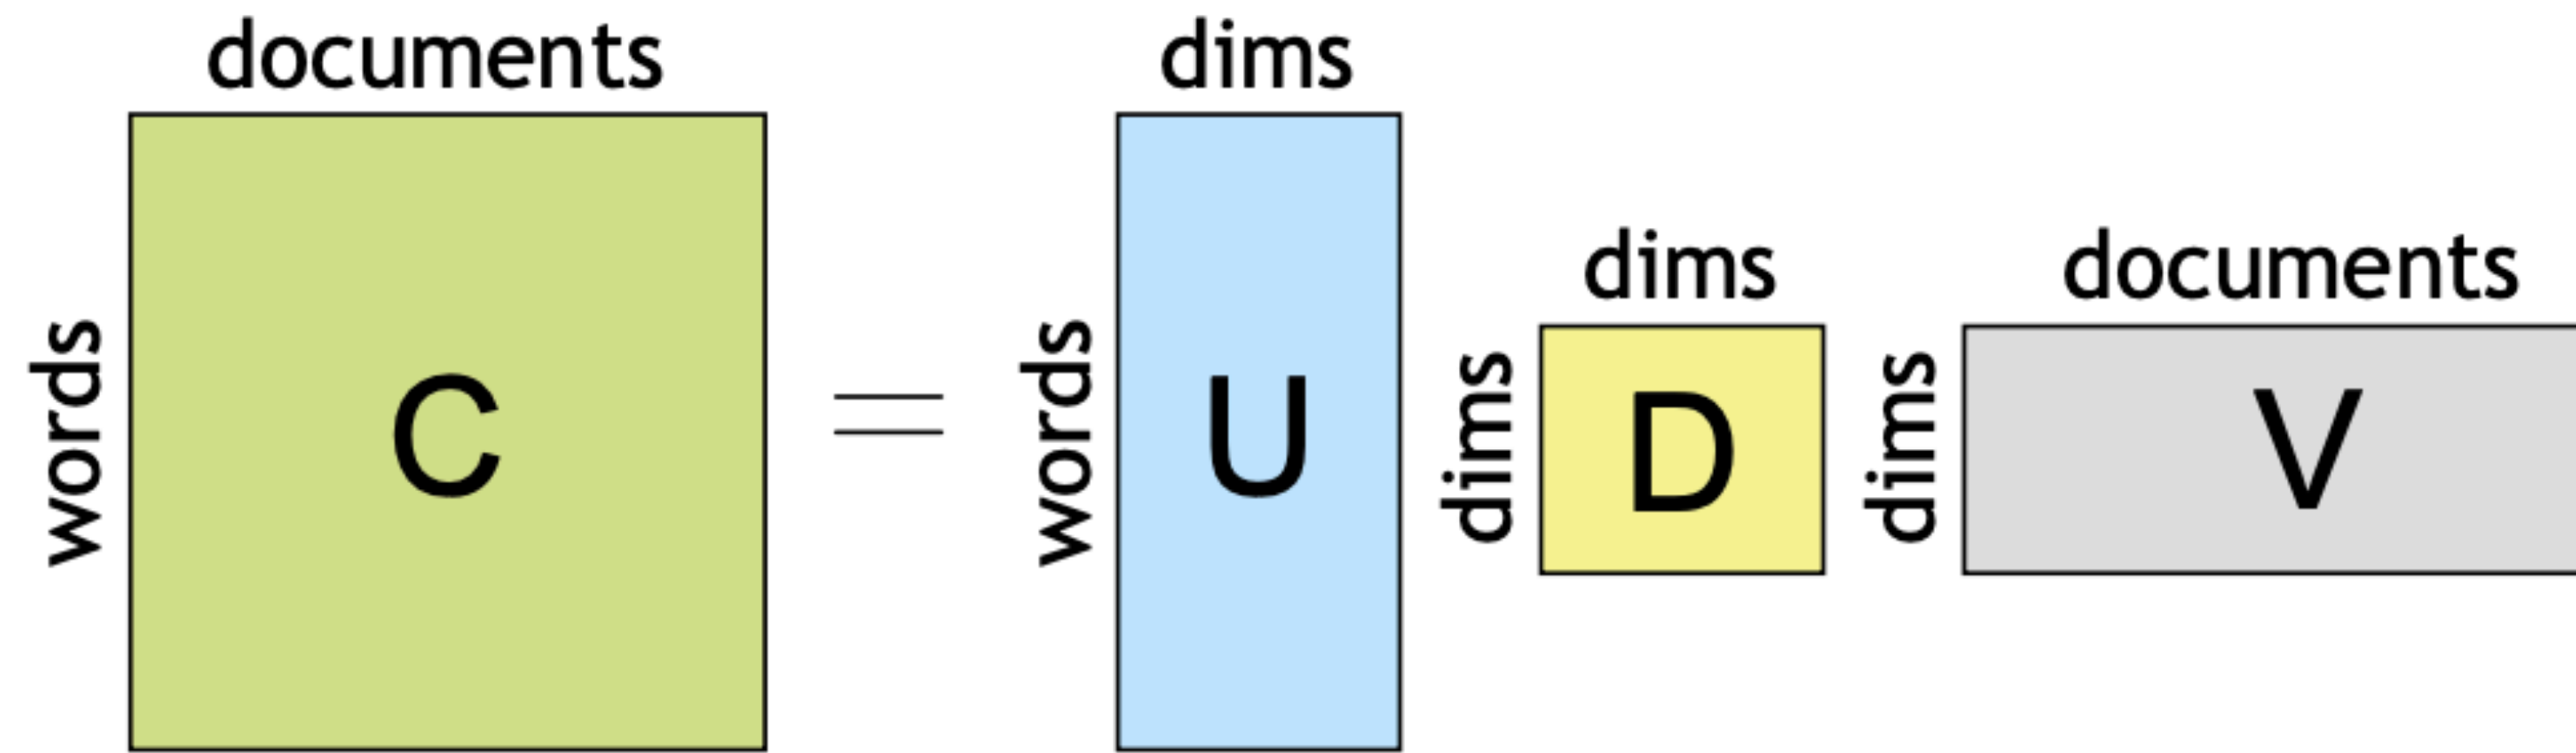 documents
words
C
=
dims
words
U
dims
dims
D
documents
dims
V